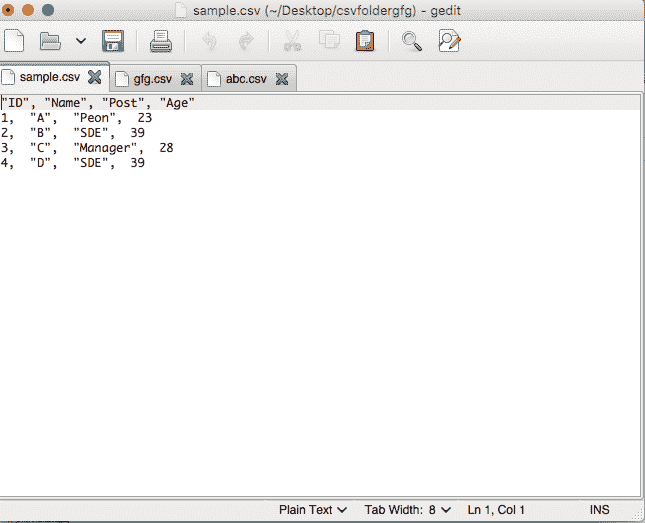 sample.csv (~/Desktop/csvfoldergfg) - gedit
sample.csv gfg.csv abc.csv
"ID", "Name", "Post", "Age"
1,  "A",  "Peon",  23
2,  "B",  "SDE",  39
3,  "C",  "Manager",  28
4,  "D",  "SDE",  39
Plain Text Tab Width: 8 Ln 1, Col 1 INS